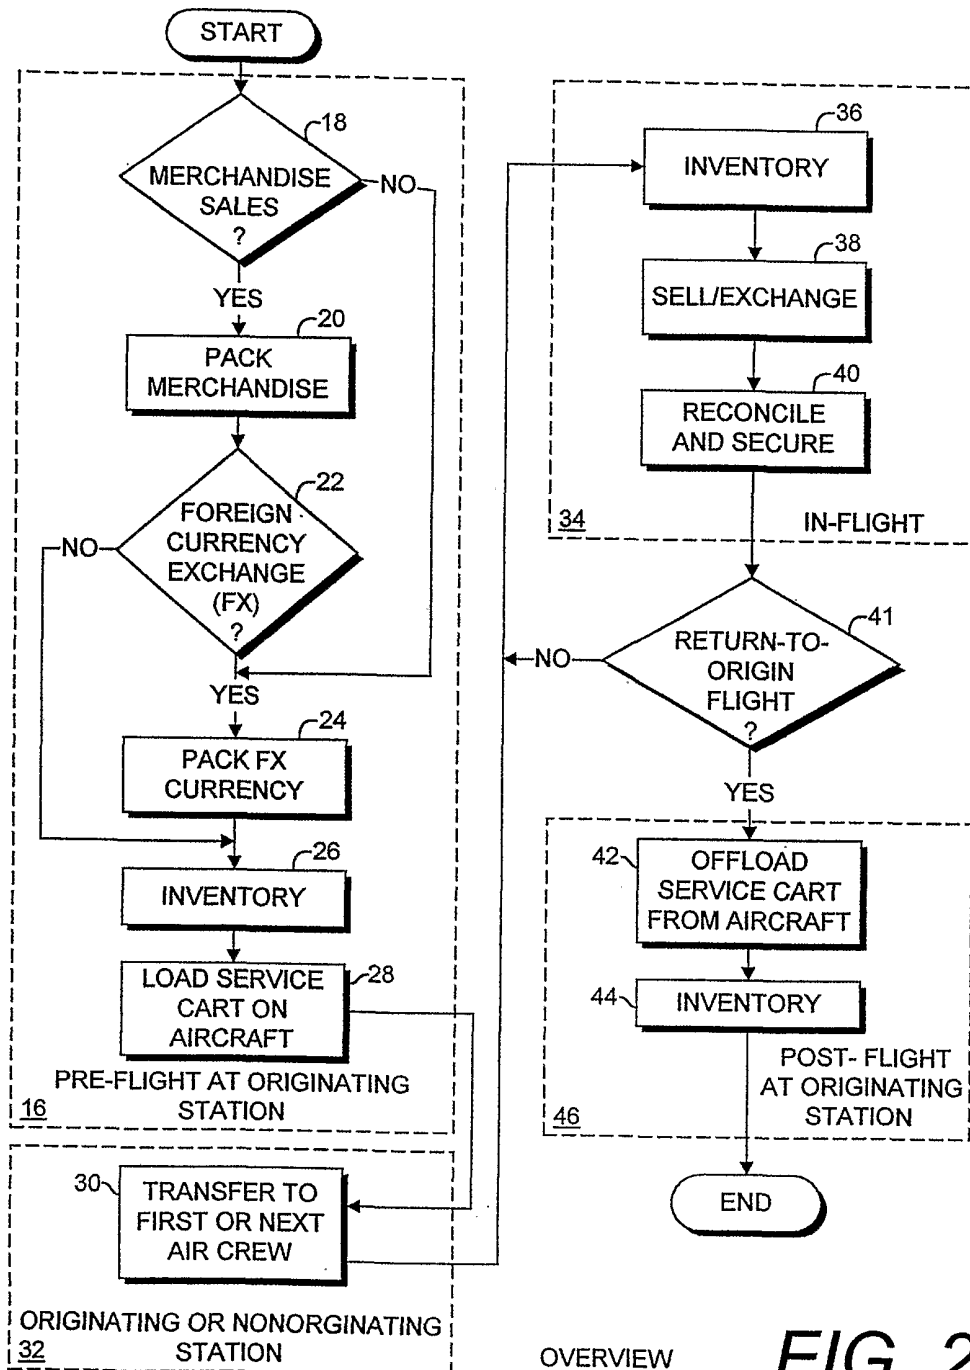 START
18
MERCHANDISE
SALES
?
NO
YES
20
PACK
MERCHANDISE
22
FOREIGN
CURRENCY
EXCHANGE
(FX)
?
NO
YES
24
PACK FX
CURRENCY
26
INVENTORY
28
LOAD SERVICE
CART ON
AIRCRAFT
PRE-FLIGHT AT ORIGINATING
STATION
16
30
TRANSFER TO
FIRST OR NEXT
AIR CREW
ORIGINATING OR NONORGINATING
STATION
32
36
INVENTORY
38
SELL/EXCHANGE
40
RECONCILE
AND SECURE
34
IN-FLIGHT
41
RETURN-TO-
ORIGIN
FLIGHT
?
NO
YES
42
OFFLOAD
SERVICE CART
FROM AIRCRAFT
44
INVENTORY
POST- FLIGHT
AT ORIGINATING
STATION
46
END
OVERVIEW
FIG. 2